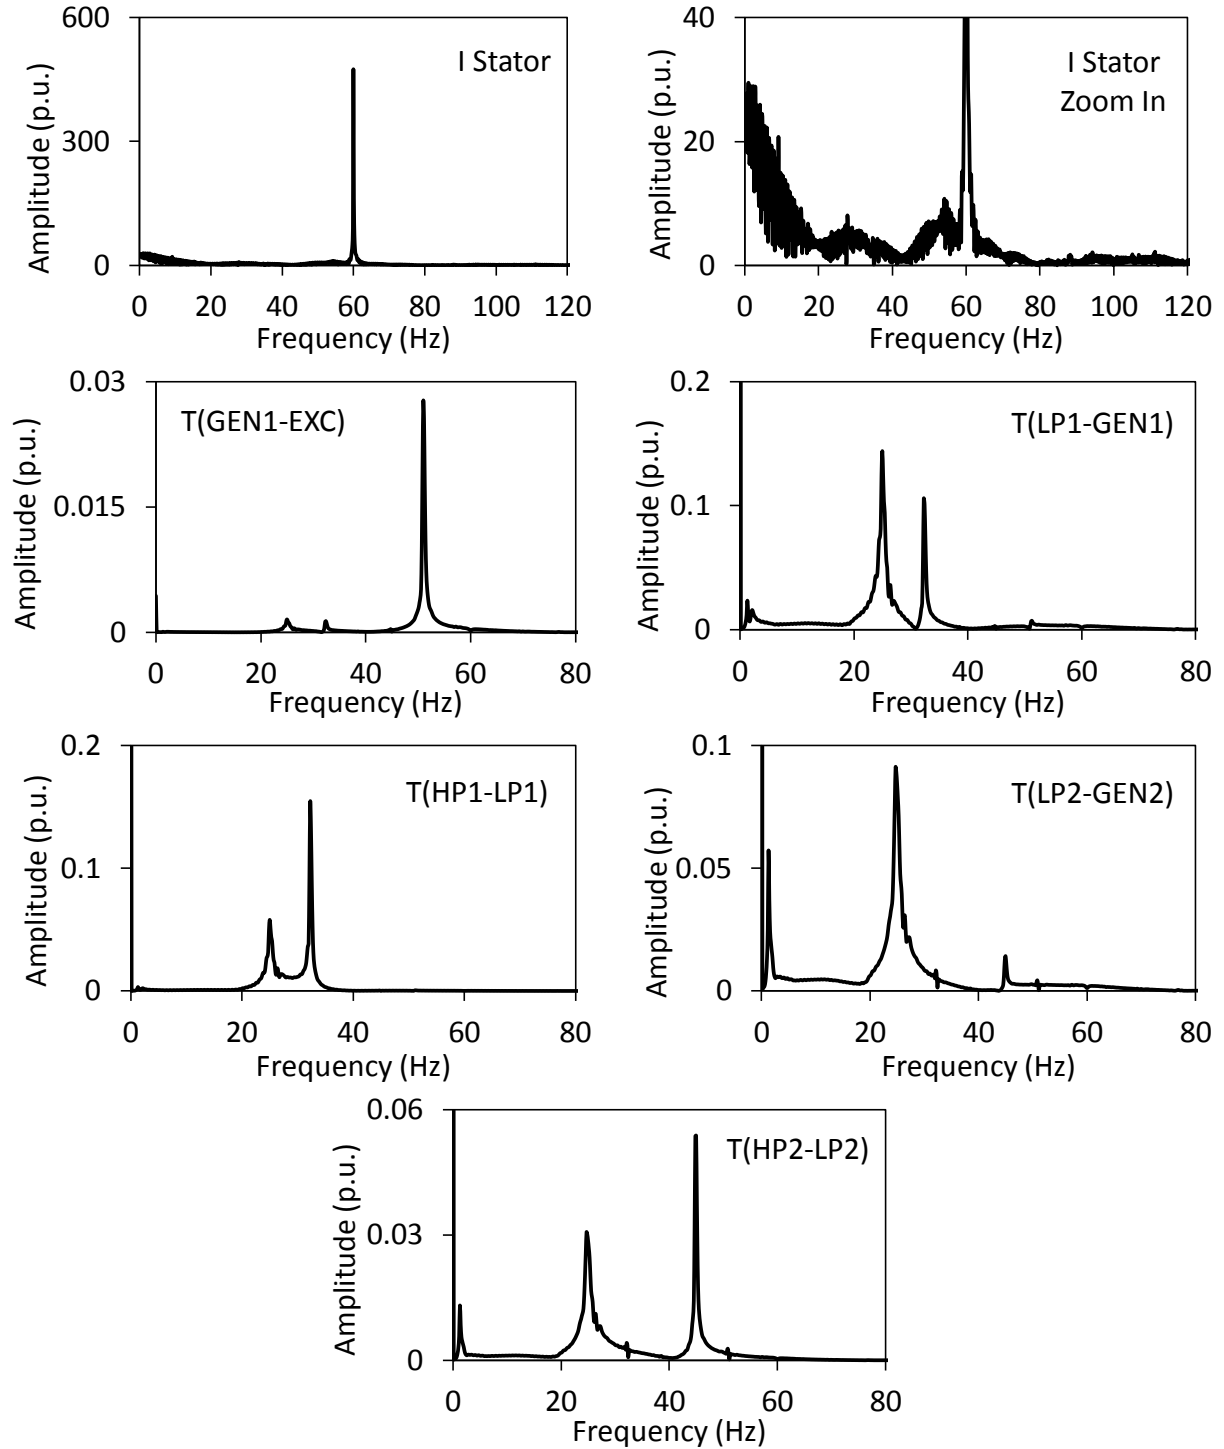 600
300
0
Amplitude (p.u.)
I Stator
0 20 40 60 80 100 120
Frequency (Hz)
40
20
0
Amplitude (p.u.)
I Stator
Zoom In
0 20 40 60 80 100 120
Frequency (Hz)
0.03
0.015
0
Amplitude (p.u.)
T(GEN1-EXC)
0 20 40 60 80
Frequency (Hz)
0.2
0.1
0
Amplitude (p.u.)
T(LP1-GEN1)
0 20 40 60 80
Frequency (Hz)
0.2
0.1
0
Amplitude (p.u.)
T(HP1-LP1)
0 20 40 60 80
Frequency (Hz)
0.1
0.05
0
Amplitude (p.u.)
T(LP2-GEN2)
0 20 40 60 80
Frequency (Hz)
0.06
0.03
0
Amplitude (p.u.)
T(HP2-LP2)
0 20 40 60 80
Frequency (Hz)